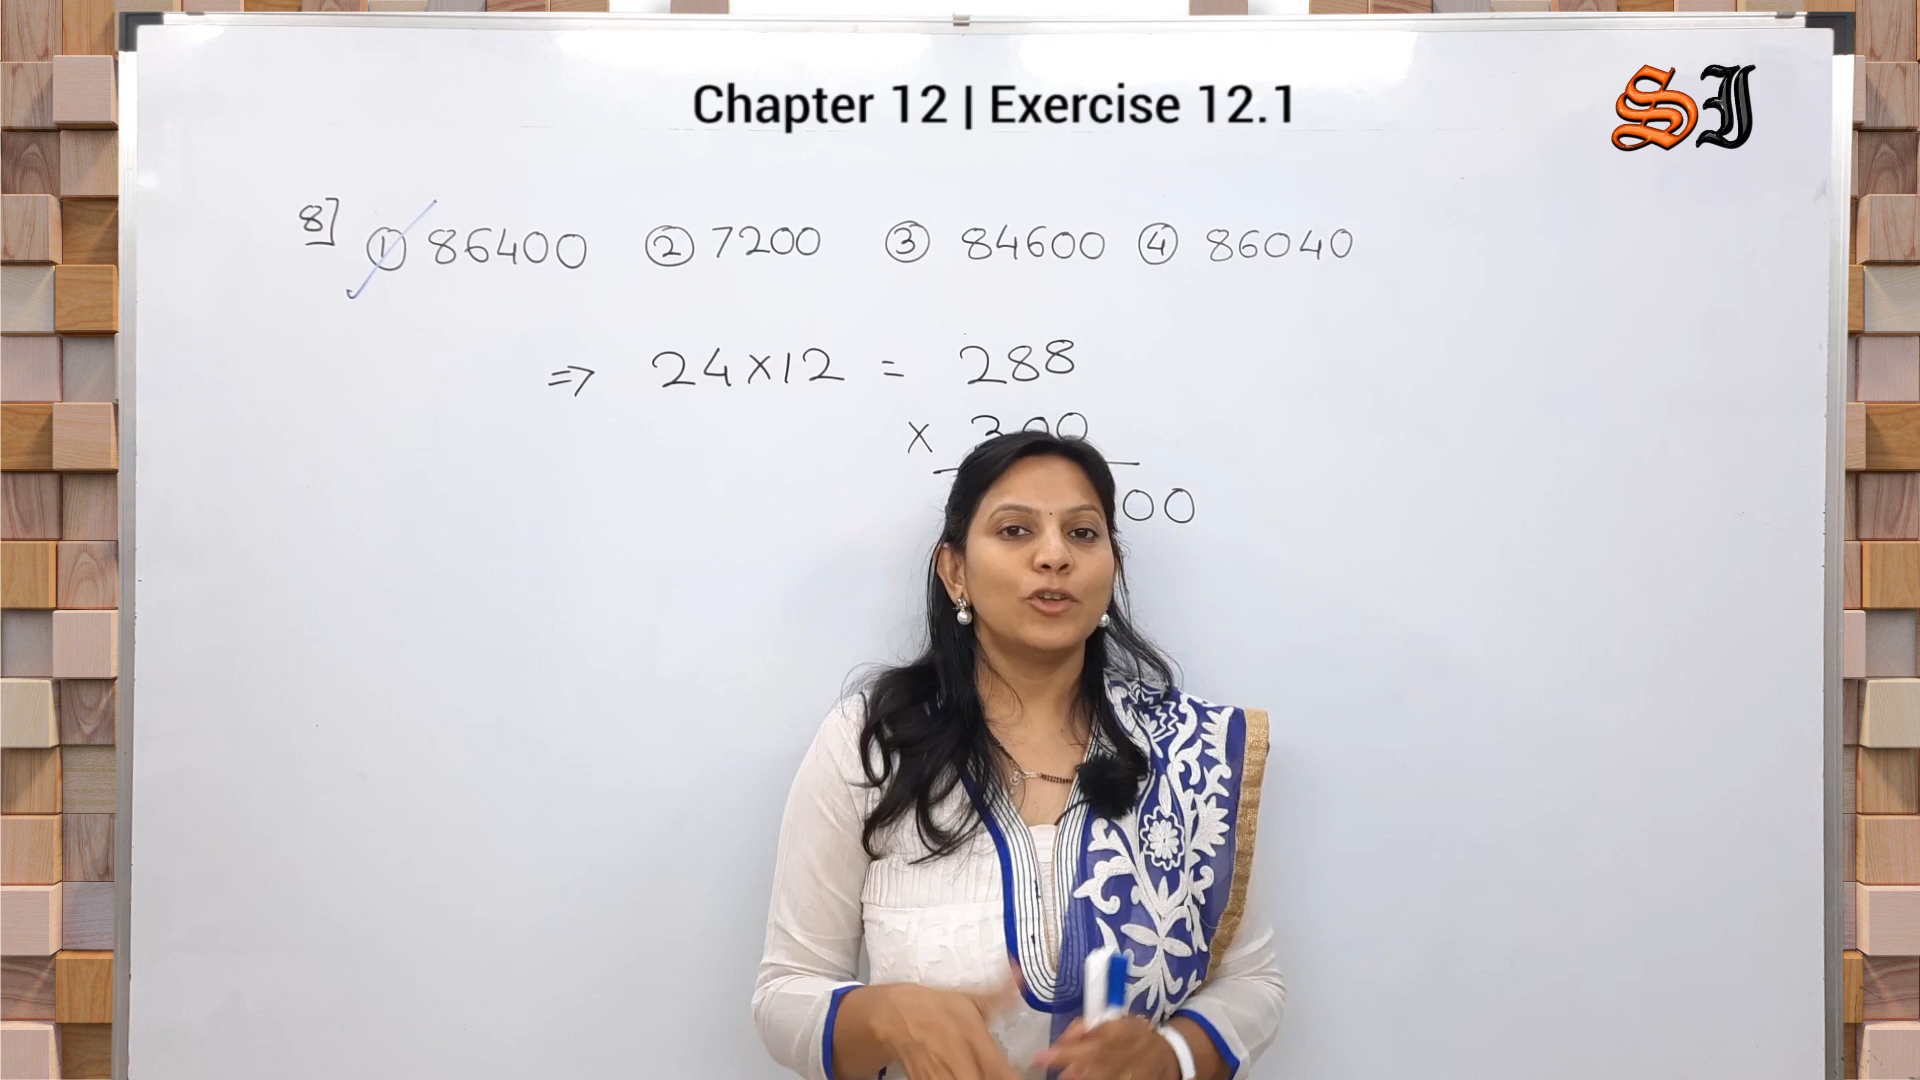 Chapter 12 | Exercise 12.1
SJ
8] ① 86400 ② 7200 ③ 84600 ④ 86040
⇒ 24×12 = 288
× 300
00